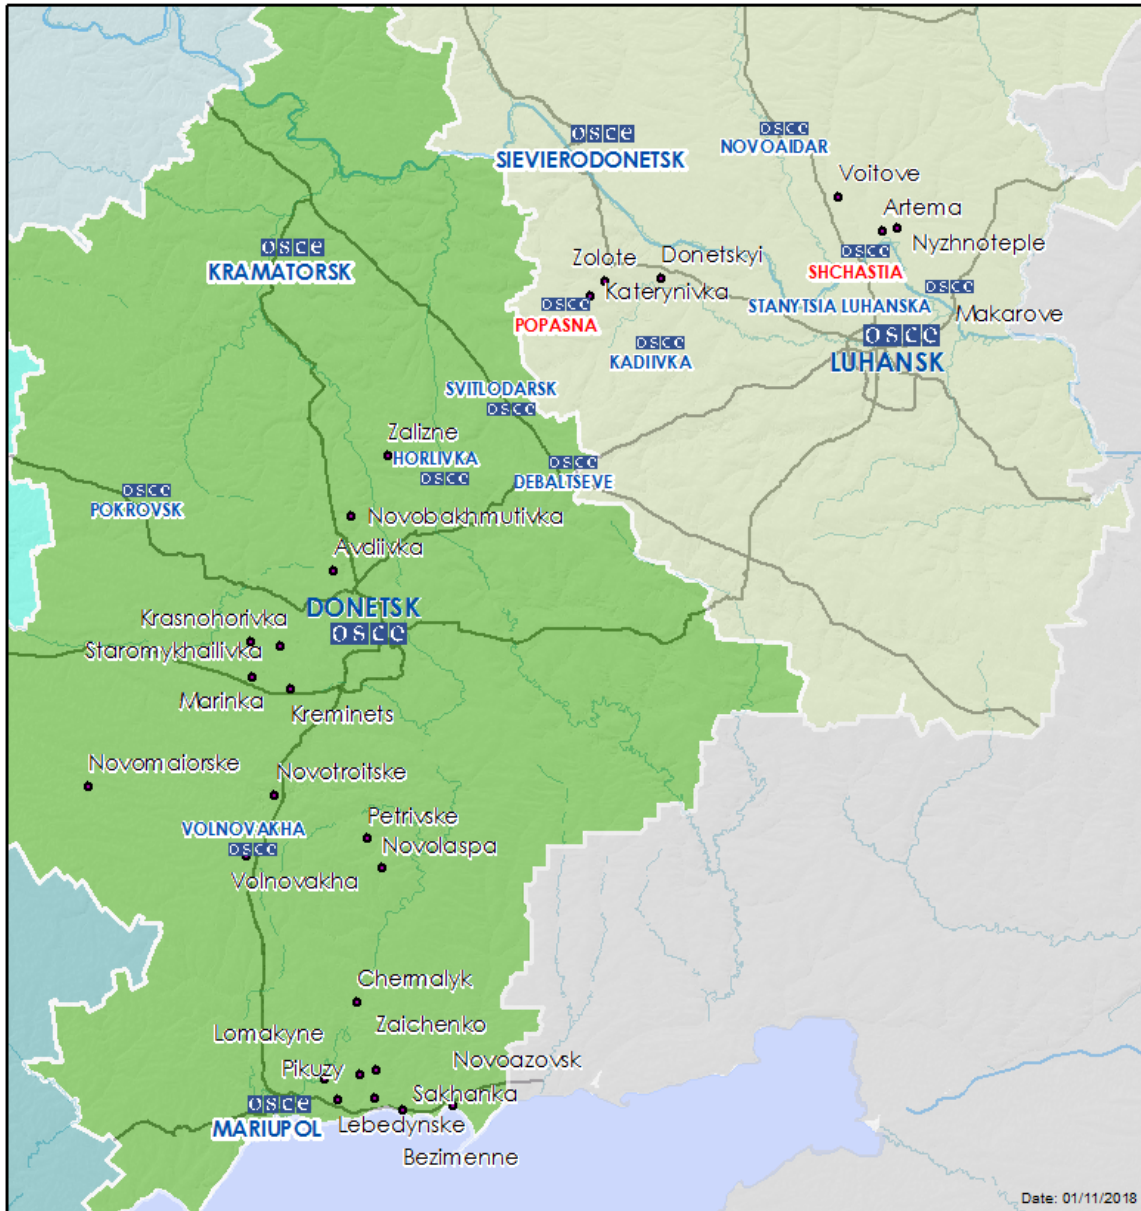 osce
SIEVIERODONETSK
osce
NOVOAIDAR
Voitove
Artema
Nyzhnoteple
osce
SHCHASTIA
osce
KRAMATORSK
Zolote
Donetskyi
Katerynivka
osce
POPASNA
osce
STANYTSIA LUHANSKA
Makarove
osce
LUHANSK
osce
KADIIVKA
SVITLODARSK
osce
Zalizne
HORLIVKA
osce
osce
DEBALTSEVE
osce
POKROVSK
Novobakhmutivka
Avdiivka
DONETSK
osce
Krasnohorivka
Staromykhailivka
Marinka
Kreminets
Novomaiorske
Novotroitske
Petrivske
VOLNOVAKHA
osce
Novolaspa
Volnovakha
Chermalyk
Zaichenko
Lomakyne
Novoazovsk
Pikuzy
Sakhanka
osce
MARIUPOL
Lebedynske
Bezimenne
Date: 01/11/2018